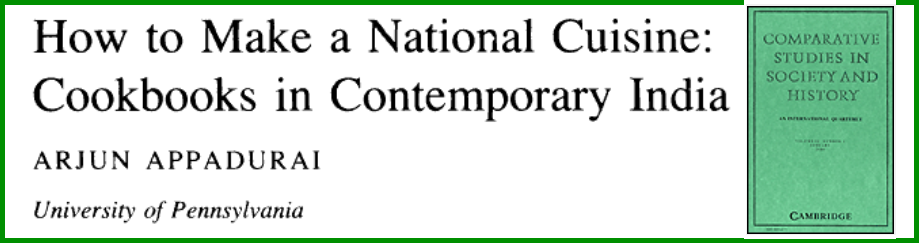 How to Make a National Cuisine:
Cookbooks in Contemporary India
ARJUN APPADURAI
University of Pennsylvania
COMPARATIVE
STUDIES IN
SOCIETY AND
HISTORY
AN INTERNATIONAL QUARTERLY
CAMBRIDGE